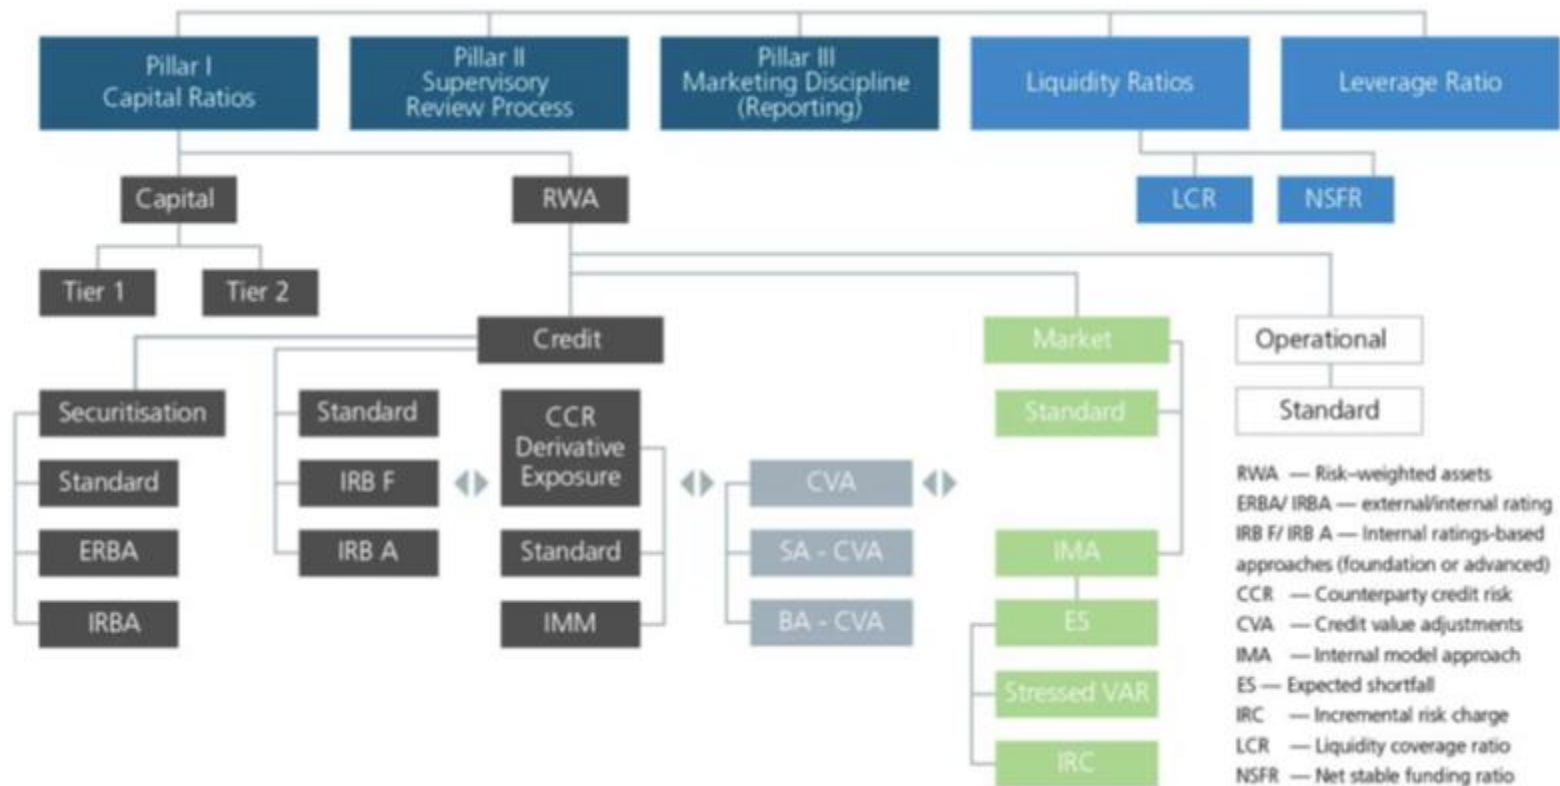 Pillar I
Capital Ratios
Pillar II
Supervisory
Review Process
Pillar III
Marketing Discipline
(Reporting)
Liquidity Ratios
Leverage Ratio
Capital
RWA
LCR
NSFR
Tier 1
Tier 2
Credit
Market
Operational
Securitisation
Standard
ERBA
IRBA
Standard
IRB F
IRB A
CCR
Derivative
Exposure
Standard
IMM
CVA
SA - CVA
BA - CVA
Standard
IMA
ES
Stressed VAR
IRC
Standard
RWA — Risk-weighted assets
ERBA/ IRBA — external/internal rating
IRB F/ IRB A — Internal ratings-based
approaches (foundation or advanced)
CCR — Counterparty credit risk
CVA — Credit value adjustments
IMA — Internal model approach
ES — Expected shortfall
IRC — Incremental risk charge
LCR — Liquidity coverage ratio
NSFR — Net stable funding ratio